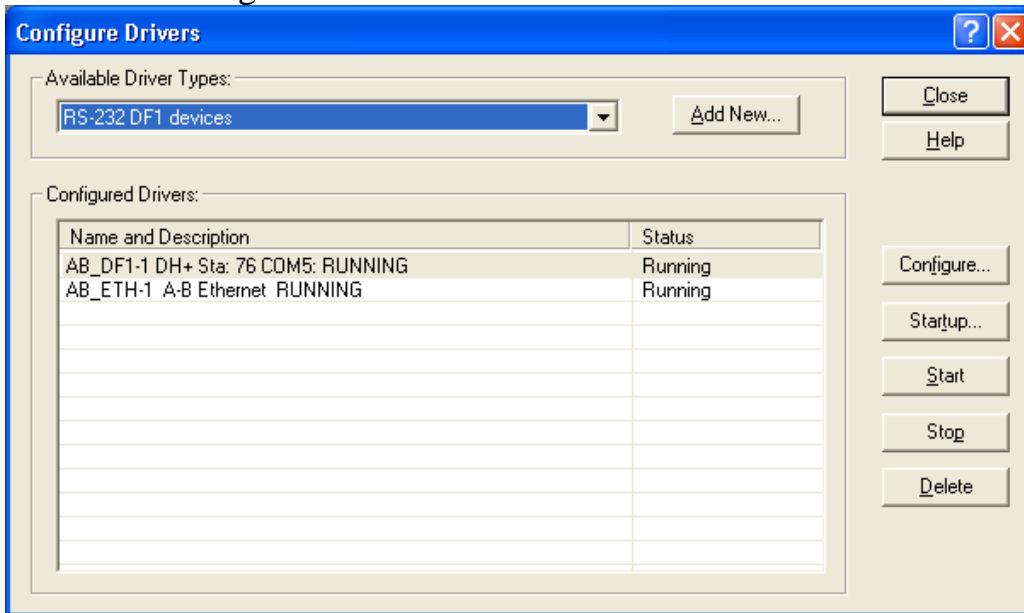 Configure Drivers
Available Driver Types:
RS-232 DF1 devices
Add New...
Close
Help
Configured Drivers:
Name and Description Status
AB_DF1-1 DH+ Sta: 76 COM5: RUNNING Running
AB_ETH-1 A-B Ethernet RUNNING Running
Configure...
Startup...
Start
Stop
Delete